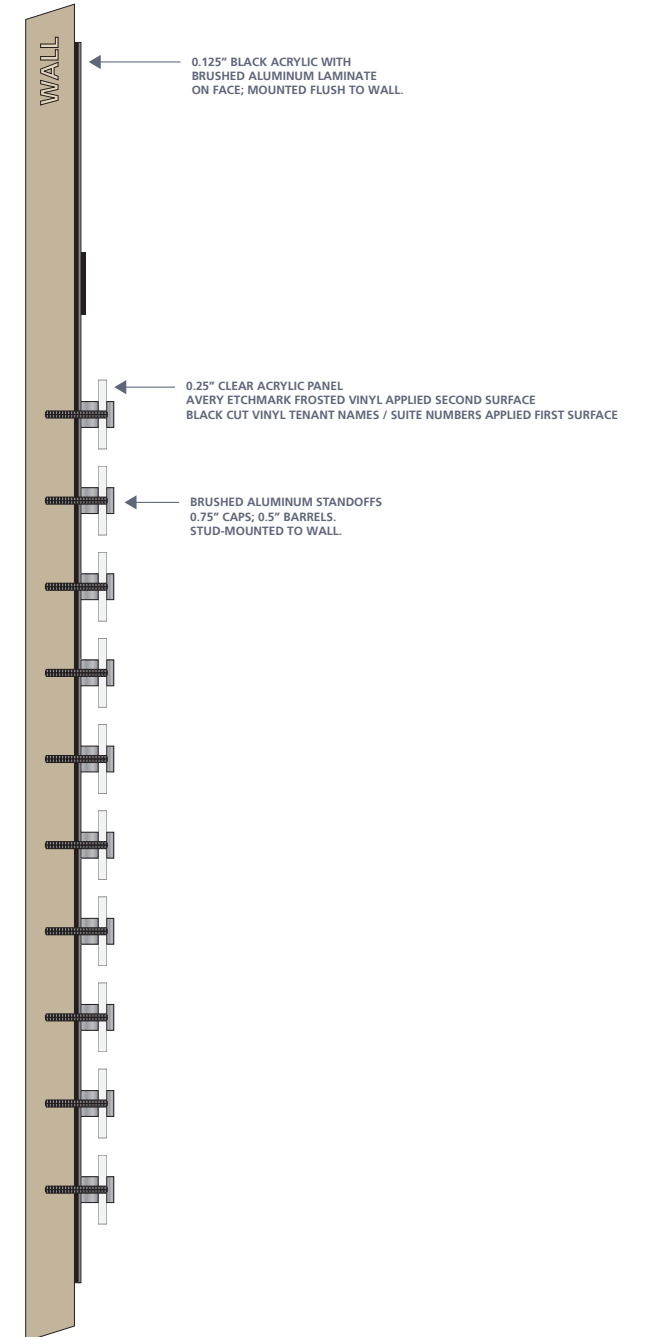 WALL
0.125” BLACK ACRYLIC WITH
BRUSHED ALUMINUM LAMINATE
ON FACE; MOUNTED FLUSH TO WALL.
0.25” CLEAR ACRYLIC PANEL
AVERY ETCHMARK FROSTED VINYL APPLIED SECOND SURFACE
BLACK CUT VINYL TENANT NAMES / SUITE NUMBERS APPLIED FIRST SURFACE
BRUSHED ALUMINUM STANDOFFS
0.75” CAPS; 0.5” BARRELS.
STUD-MOUNTED TO WALL.